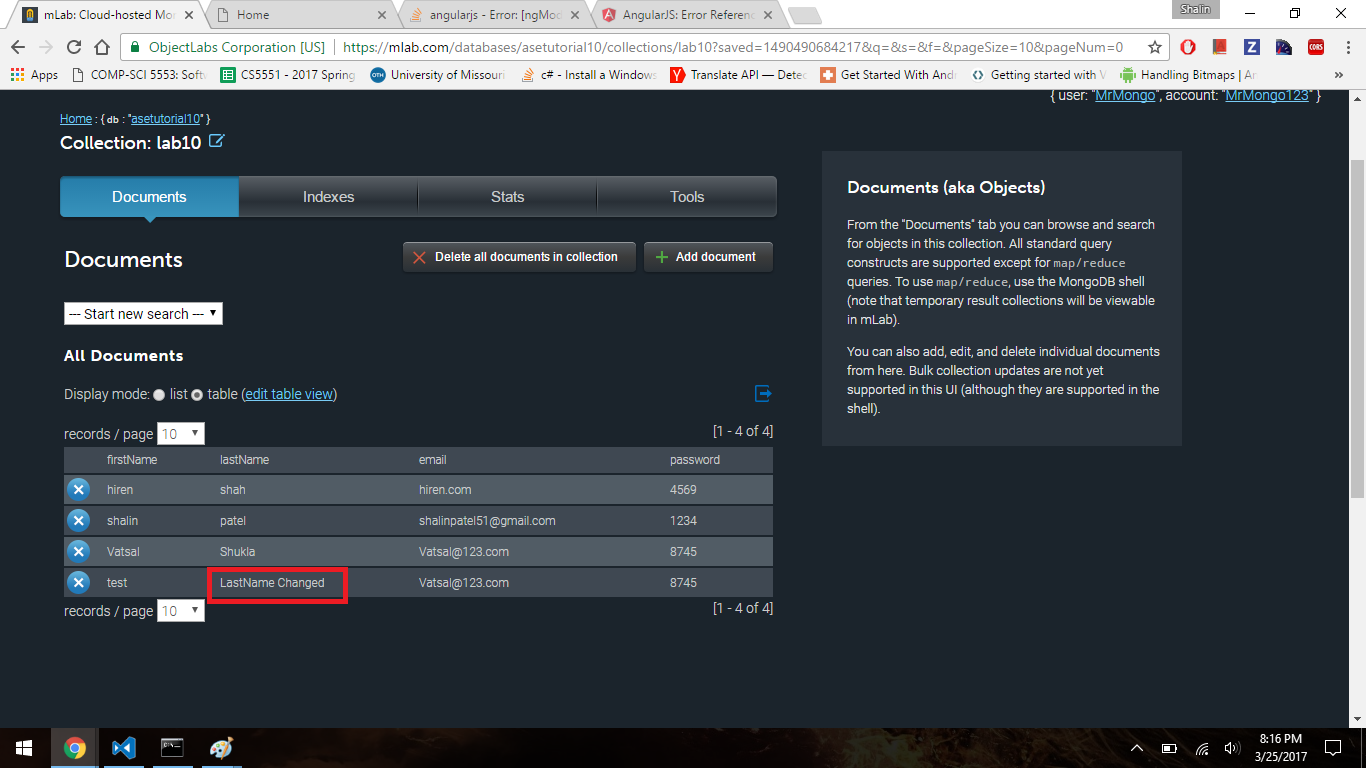 mLab: Cloud-hosted Mon
Home
angularjs - Error: [ngMod
AngularJS: Error Referenc
Shalin
ObjectLabs Corporation [US]
https://mlab.com/databases/asetutorial10/collections/lab10?saved=1490490684217&q=&s=&f=&pageSize=10&pageNum=0
Apps
COMP-SCI 5553: Softw
CS5551 - 2017 Spring
University of Missouri
c# - Install a Windows
Translate API — Detec
Get Started With Andr
Getting started with V
Handling Bitmaps | An
{ user: "MrMongo", account: "MrMongo123" }
Home : { db : "asetutorial10" }
Collection: lab10
Documents
Indexes
Stats
Tools
Documents
Delete all documents in collection
Add document
--- Start new search ---
All Documents
Display mode: list table (edit table view)
records / page 10
[1 - 4 of 4]
firstName lastName email password
hiren shah hiren.com 4569
shalin patel shalinpatel51@gmail.com 1234
Vatsal Shukla Vatsal@123.com 8745
test LastName Changed Vatsal@123.com 8745
records / page 10
[1 - 4 of 4]
Documents (aka Objects)
From the "Documents" tab you can browse and search
for objects in this collection. All standard query
constructs are supported except for map/reduce
queries. To use map/reduce, use the MongoDB shell
(note that temporary result collections will be viewable
in mLab).
You can also add, edit, and delete individual documents
from here. Bulk collection updates are not yet
supported in this UI (although they are supported in the
shell).
8:16 PM
3/25/2017